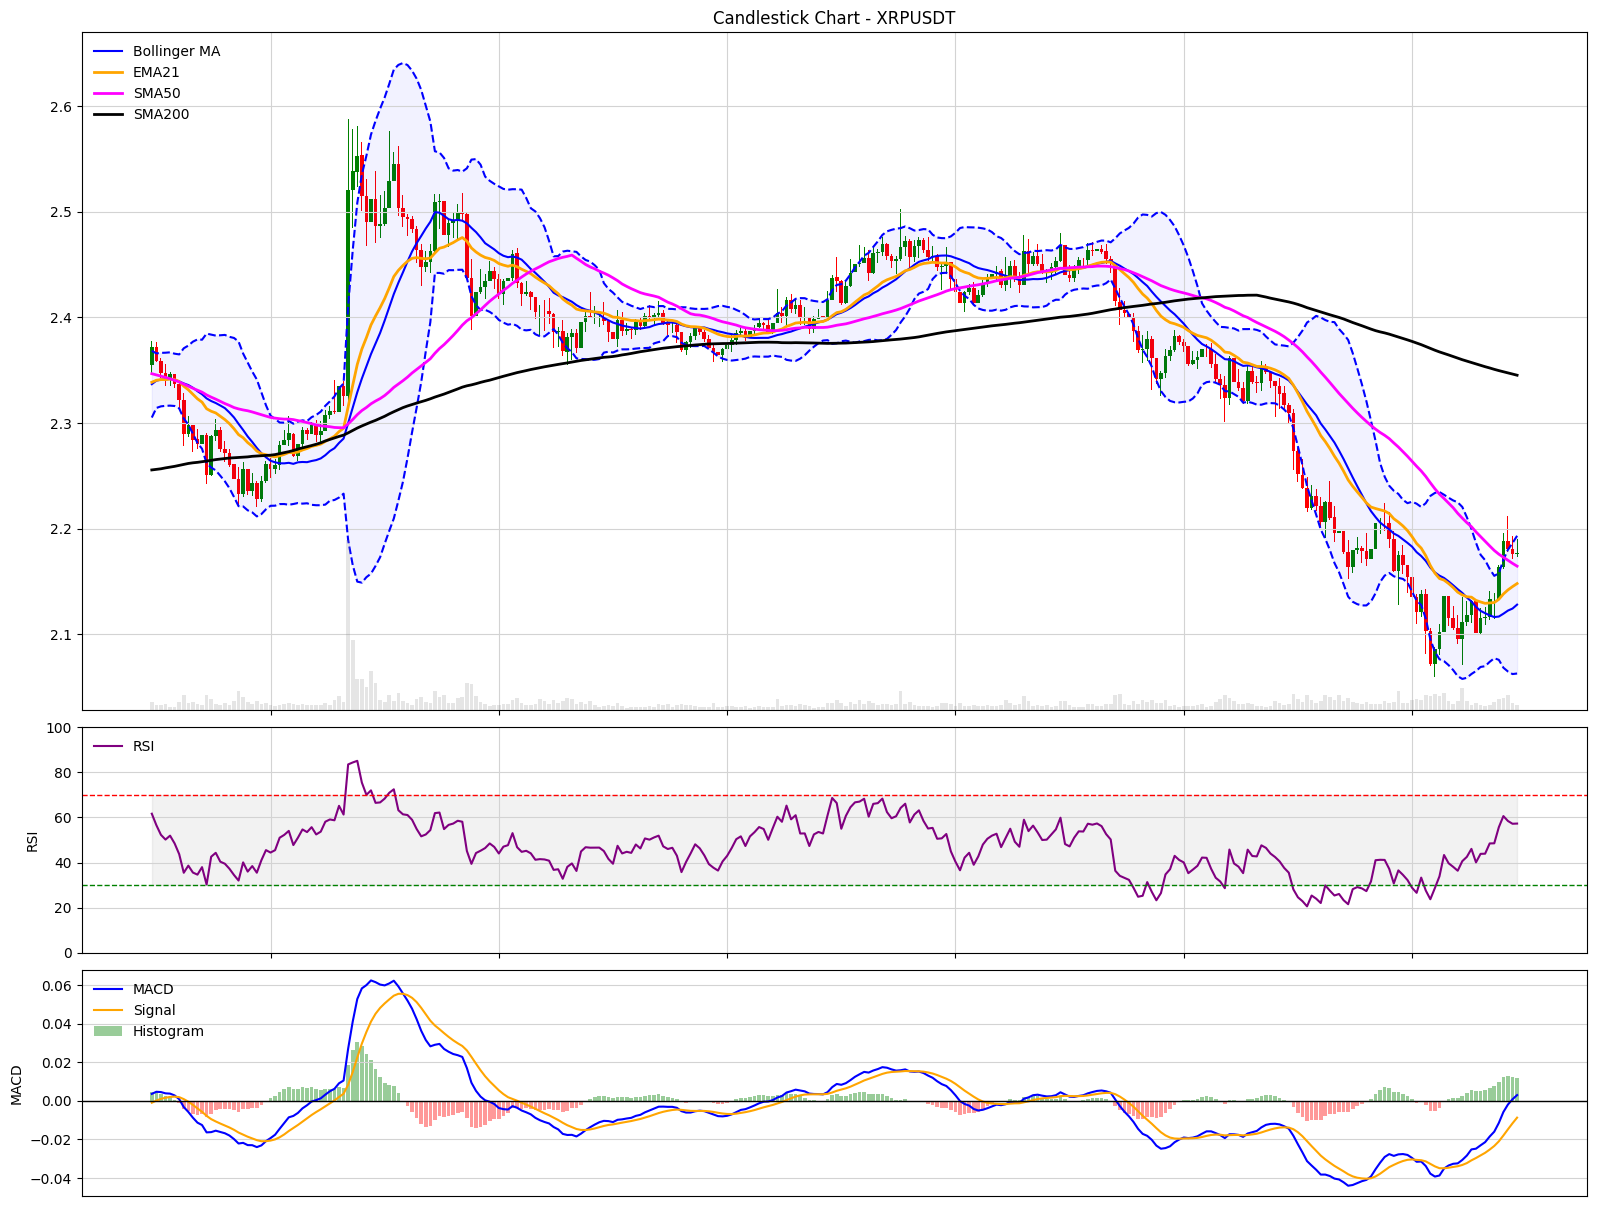 Candlestick Chart - XRPUSDT
Bollinger MA
EMA21
SMA50
SMA200
2.6
2.5
2.4
2.3
2.2
2.1
RSI
100
80
60
40
20
0
RSI
MACD
Signal
Histogram
0.06
0.04
0.02
0.00
−0.02
−0.04
MACD